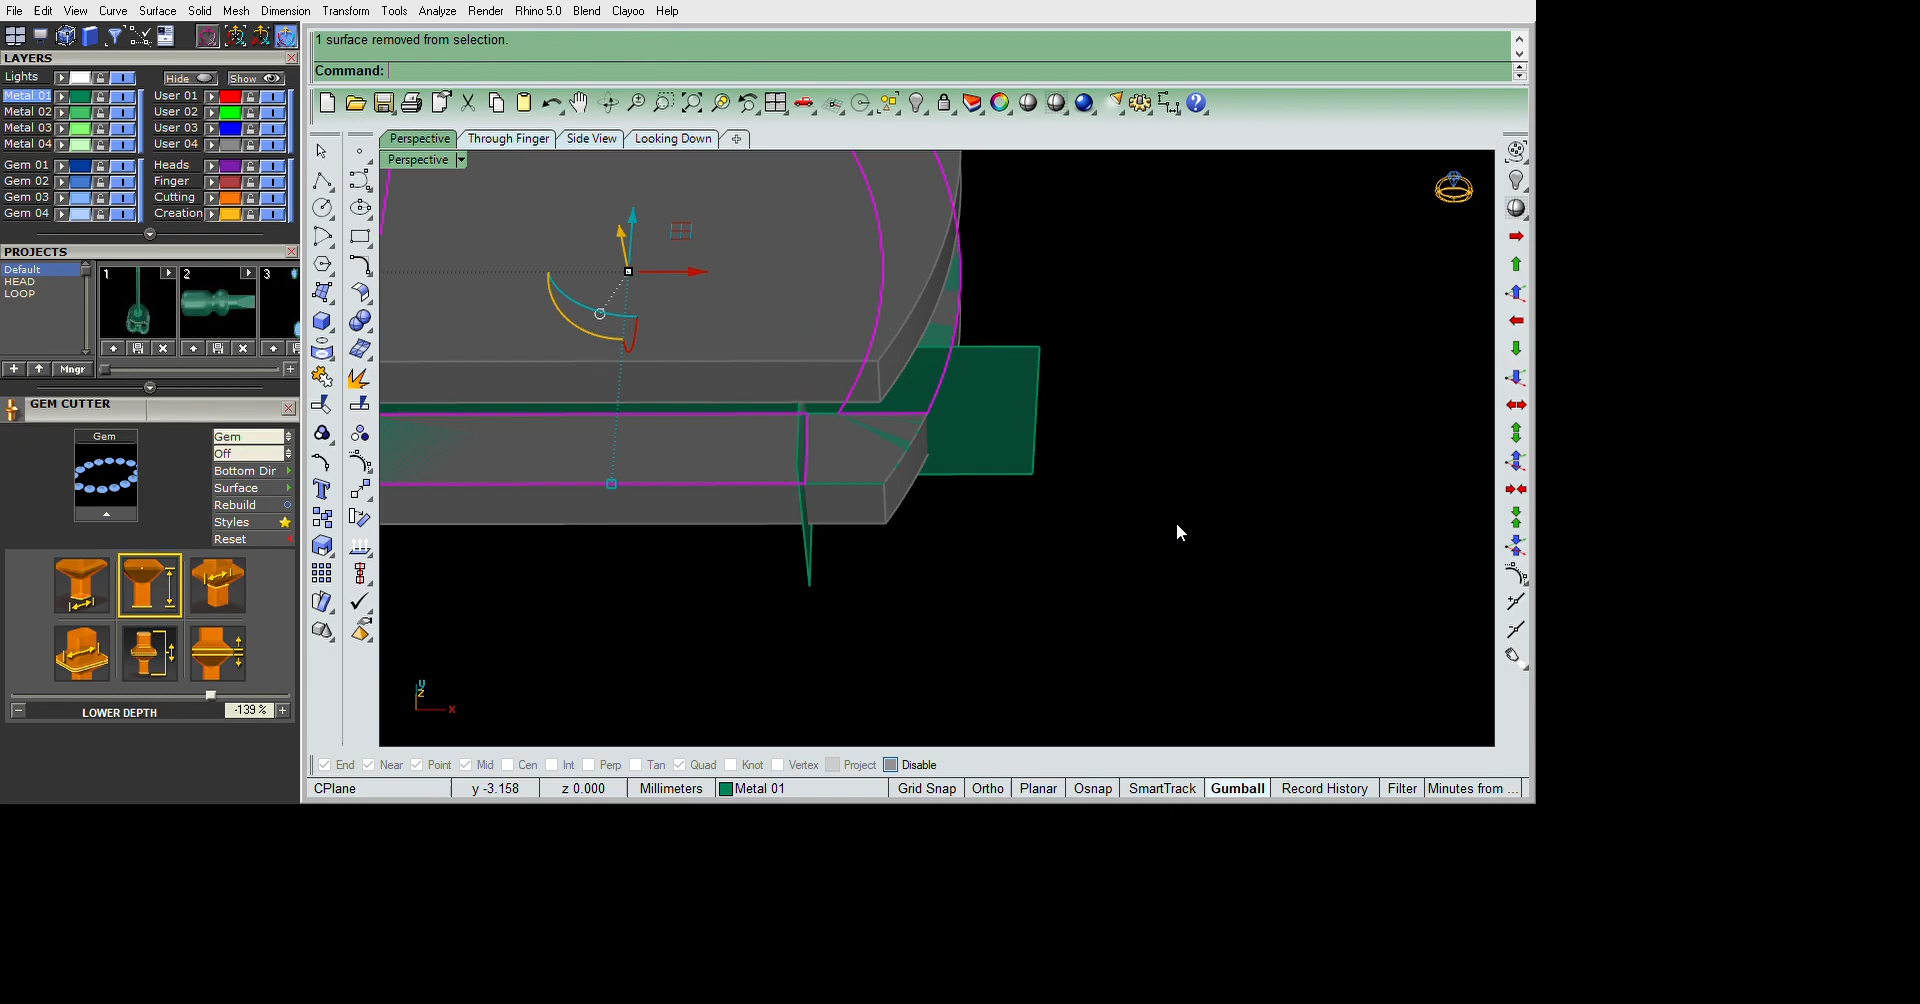 File Edit View Curve Surface Solid Mesh Dimension Transform Tools Analyze Render Rhino 5.0 Blend Clayoo Help
1 surface removed from selection.
Command:
LAYERS
Lights Hide Show
Metal 01 User 01
Metal 02 User 02
Metal 03 User 03
Metal 04 User 04
Gem 01 Heads
Gem 02 Finger
Gem 03 Cutting
Gem 04 Creation
PROJECTS
Default
HEAD
LOOP
1 2 3
Mngr
GEM CUTTER
Gem
Gem
Off
Bottom Dir
Surface
Rebuild
Styles
Reset
LOWER DEPTH -139 %
Perspective Through Finger Side View Looking Down
Perspective
y
z
x
End Near Point Mid Cen Int Perp Tan Quad Knot Vertex Project Disable
CPlane y -3.158 z 0.000 Millimeters Metal 01 Grid Snap Ortho Planar Osnap SmartTrack Gumball Record History Filter Minutes from ...